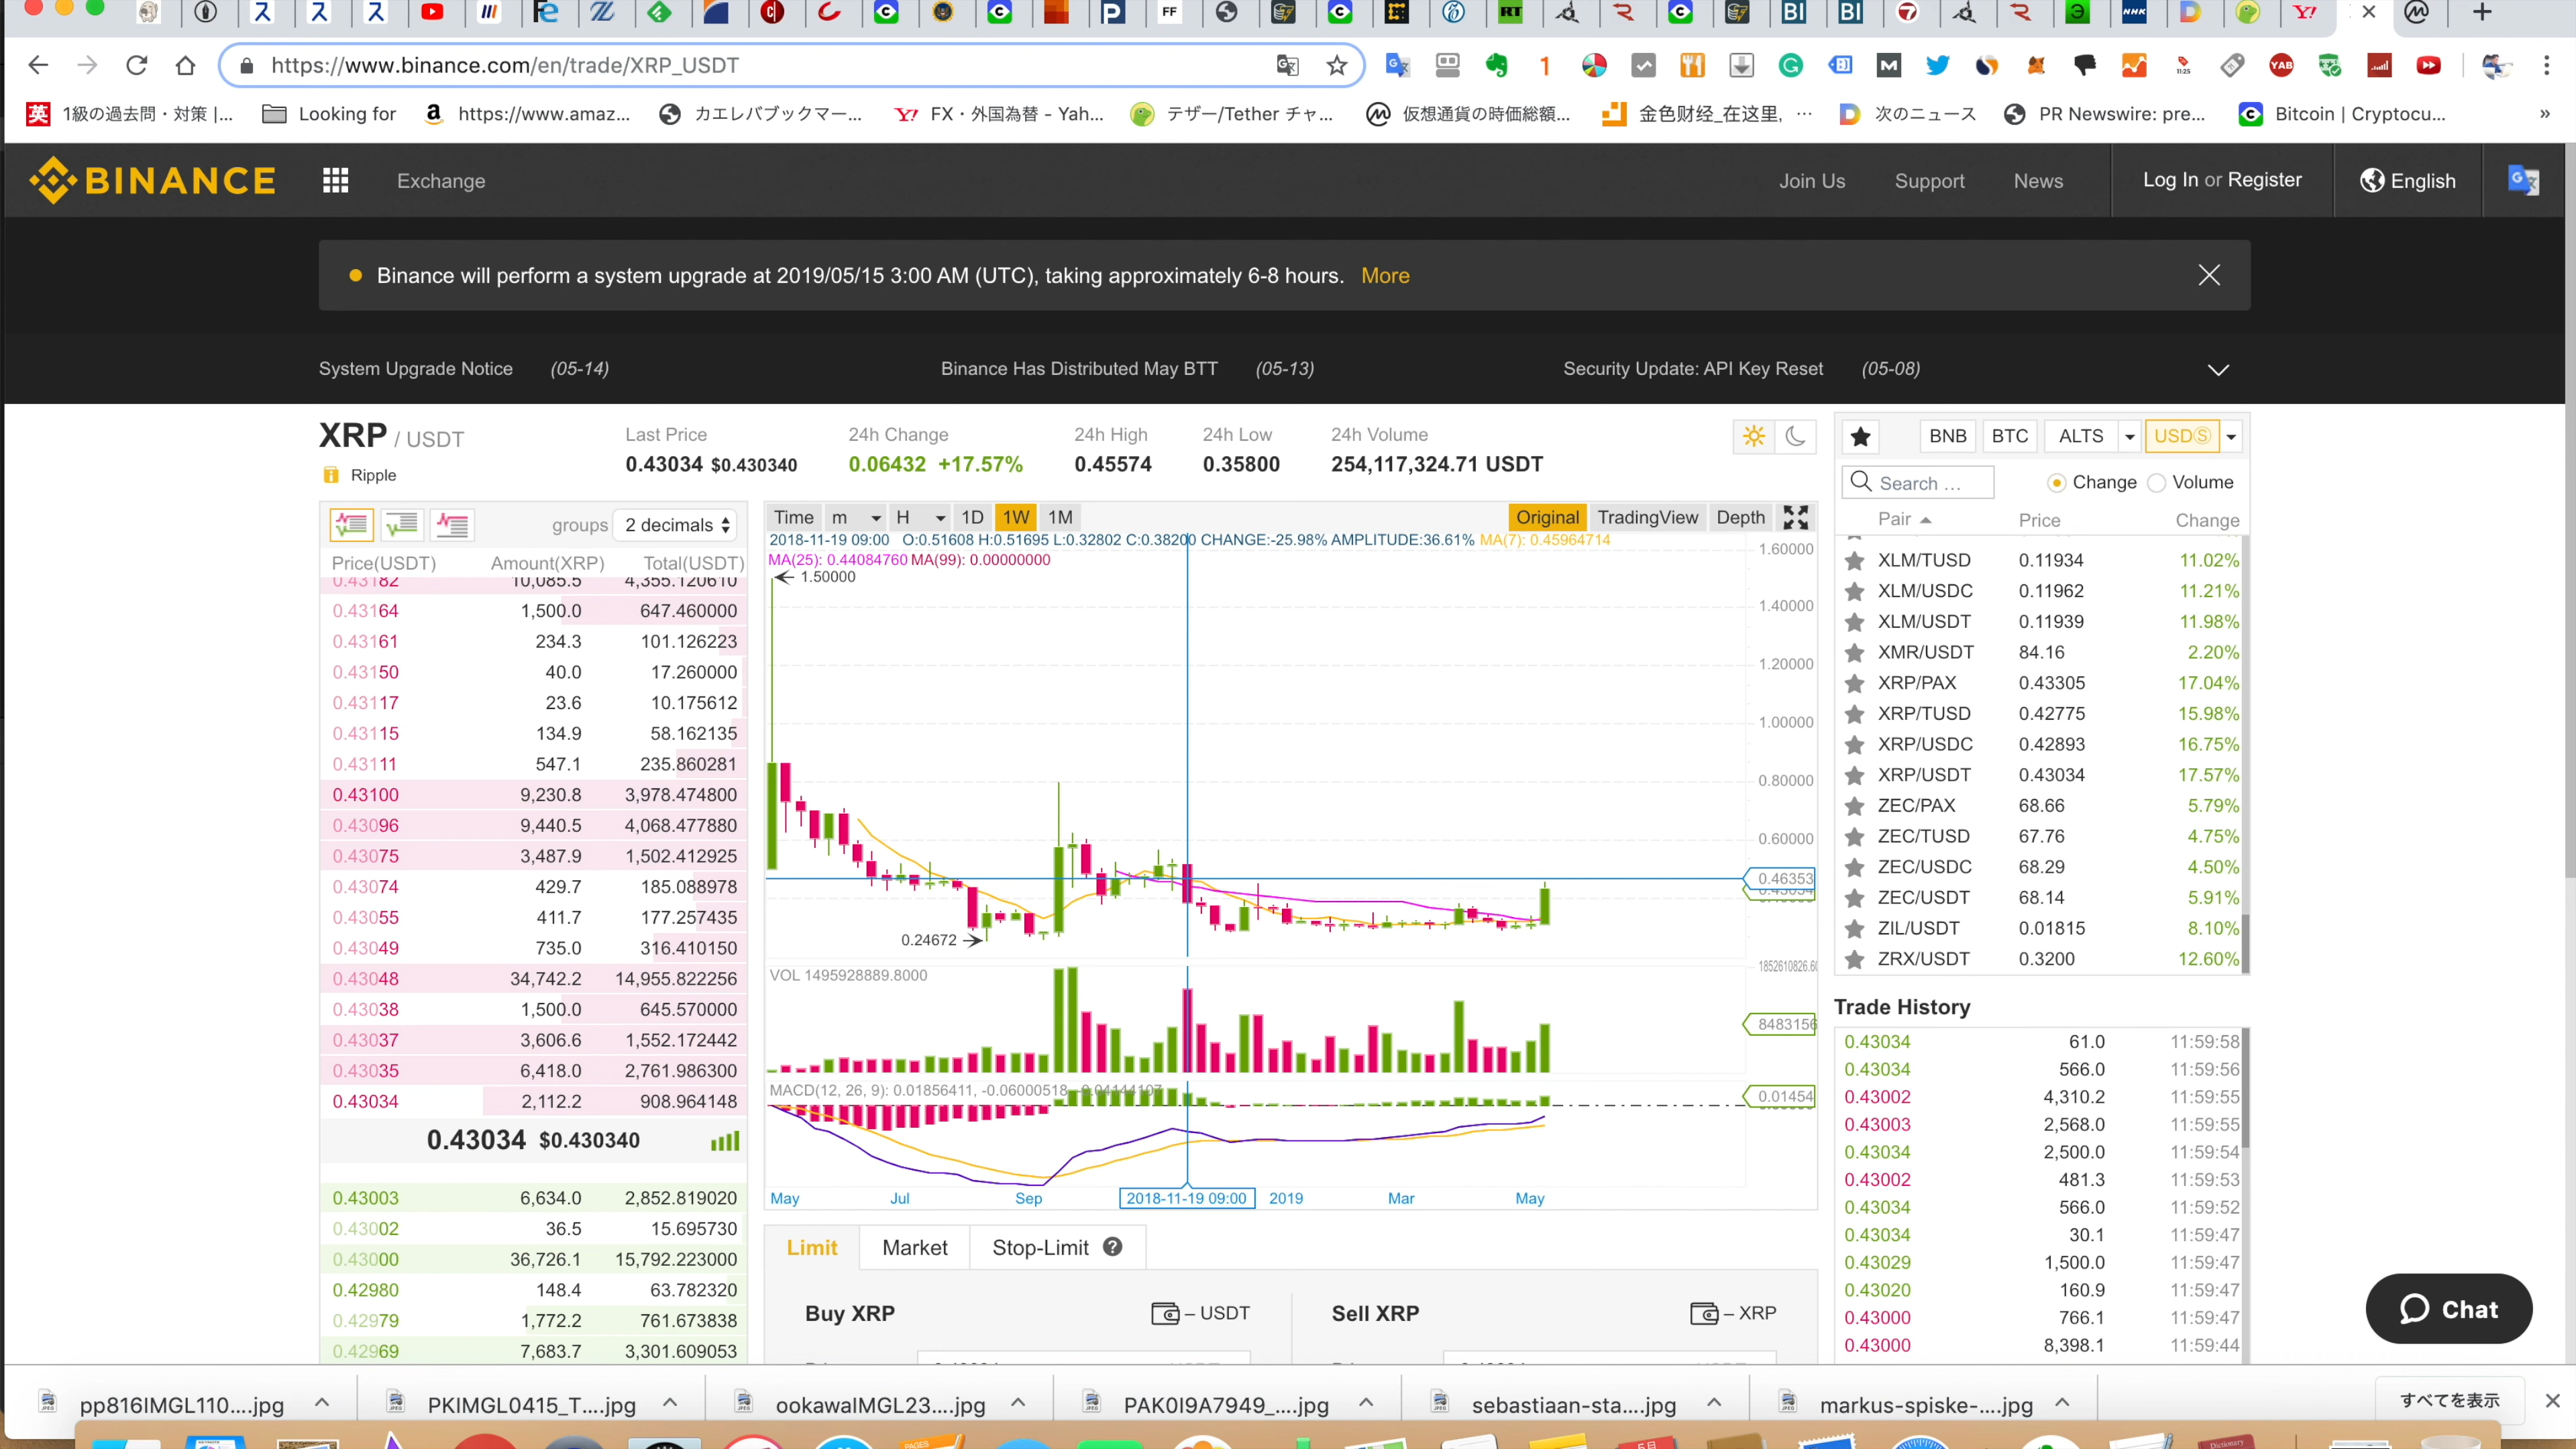 https://www.binance.com/en/trade/XRP_USDT
英 1級の過去問・対策 |... Looking for https://www.amaz... カエレバブックマー... FX・外国為替 - Yah... テザー/Tether チャ... 仮想通貨の時価総額... 金色财经_在这里, ... 次のニュース PR Newswire: pre... Bitcoin | Cryptocu... »
BINANCE Exchange Join Us Support News Log In or Register English
Binance will perform a system upgrade at 2019/05/15 3:00 AM (UTC), taking approximately 6-8 hours. More
System Upgrade Notice (05-14) Binance Has Distributed May BTT (05-13) Security Update: API Key Reset (05-08)
XRP / USDT
Ripple
Last Price 24h Change 24h High 24h Low 24h Volume
0.43034 $0.430340 0.06432 +17.57% 0.45574 0.35800 254,117,324.71 USDT
groups 2 decimals
Price(USDT) Amount(XRP) Total(USDT)
0.43182 10,085.5 4,355.120610
0.43164 1,500.0 647.460000
0.43161 234.3 101.126223
0.43150 40.0 17.260000
0.43117 23.6 10.175612
0.43115 134.9 58.162135
0.43111 547.1 235.860281
0.43100 9,230.8 3,978.474800
0.43096 9,440.5 4,068.477880
0.43075 3,487.9 1,502.412925
0.43074 429.7 185.088978
0.43055 411.7 177.257435
0.43049 735.0 316.410150
0.43048 34,742.2 14,955.822256
0.43038 1,500.0 645.570000
0.43037 3,606.6 1,552.172442
0.43035 6,418.0 2,761.986300
0.43034 2,112.2 908.964148
0.43034 $0.430340
0.43003 6,634.0 2,852.819020
0.43002 36.5 15.695730
0.43000 36,726.1 15,792.223000
0.42980 148.4 63.782320
0.42979 1,772.2 761.673838
0.42969 7,683.7 3,301.609053
Time m H 1D 1W 1M Original TradingView Depth
2018-11-19 09:00 O:0.51608 H:0.51695 L:0.32802 C:0.38200 CHANGE:-25.98% AMPLITUDE:36.61% MA(7): 0.45964714
MA(25): 0.44084760 MA(99): 0.00000000
1.50000
1.60000
1.40000
1.20000
1.00000
0.80000
0.60000
0.46353
0.24672
VOL 1495928889.8000
8483156
MACD(12, 26, 9): 0.01856411, -0.06000518, -0.04144107
0.01454
May Jul Sep 2018-11-19 09:00 2019 Mar May
Limit Market Stop-Limit ?
Buy XRP – USDT Sell XRP – XRP
BNB BTC ALTS USDⓈ
Search ... Change Volume
Pair Price Change
XLM/TUSD 0.11934 11.02%
XLM/USDC 0.11962 11.21%
XLM/USDT 0.11939 11.98%
XMR/USDT 84.16 2.20%
XRP/PAX 0.43305 17.04%
XRP/TUSD 0.42775 15.98%
XRP/USDC 0.42893 16.75%
XRP/USDT 0.43034 17.57%
ZEC/PAX 68.66 5.79%
ZEC/TUSD 67.76 4.75%
ZEC/USDC 68.29 4.50%
ZEC/USDT 68.14 5.91%
ZIL/USDT 0.01815 8.10%
ZRX/USDT 0.3200 12.60%
Trade History
0.43034 61.0 11:59:58
0.43034 566.0 11:59:56
0.43002 4,310.2 11:59:55
0.43003 2,568.0 11:59:55
0.43034 2,500.0 11:59:54
0.43002 481.3 11:59:53
0.43034 566.0 11:59:52
0.43034 30.1 11:59:47
0.43029 1,500.0 11:59:47
0.43020 160.9 11:59:47
0.43000 766.1 11:59:47
0.43000 8,398.1 11:59:44
Chat
pp816IMGL110....jpg PKIMGL0415_T....jpg ookawaIMGL23....jpg PAK0I9A7949_....jpg sebastiaan-sta....jpg markus-spiske-....jpg すべてを表示